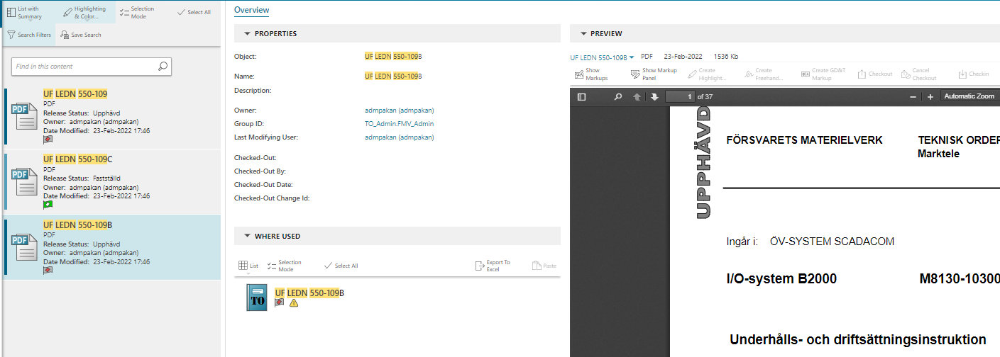 List with
Summary
Highlighting
& Color...
Selection
Mode
Select All
Search Filters
Save Search
Find in this content
UF LEDN 550-109
PDF
PDF
Release Status: Upphävd
Owner: admpakan (admpakan)
Date Modified: 23-Feb-2022 17:46
UF LEDN 550-109C
PDF
PDF
Release Status: Fastställd
Owner: admpakan (admpakan)
Date Modified: 23-Feb-2022 17:46
UF LEDN 550-109B
PDF
PDF
Release Status: Upphävd
Owner: admpakan (admpakan)
Date Modified: 23-Feb-2022 17:46
Overview
PROPERTIES
Object: UF LEDN 550-109B
Name: UF LEDN 550-109B
Description:
Owner: admpakan (admpakan)
Group ID: TO_Admin.FMV_Admin
Last Modifying User: admpakan (admpakan)
Checked-Out:
Checked-Out By:
Checked-Out Date:
Checked-Out Change Id:
WHERE USED
List
Selection
Mode
Select All
Export To
Excel
Paste
TO
UF LEDN 550-109B
PREVIEW
UF LEDN 550-109B PDF 23-Feb-2022 1536 Kb
Show
Markups
Show Markup
Panel
Create
Highlight...
Create
Freehand...
Create GD&T
Markup
Checkout
Cancel
Checkout
Checkin
1 of 37
Automatic Zoom
UPPHÄVD
FÖRSVARETS MATERIELVERK
TEKNISK ORDER
Marktele
Ingår i: ÖV-SYSTEM SCADACOM
I/O-system B2000 M8130-10300
Underhålls- och driftsättningsinstruktion